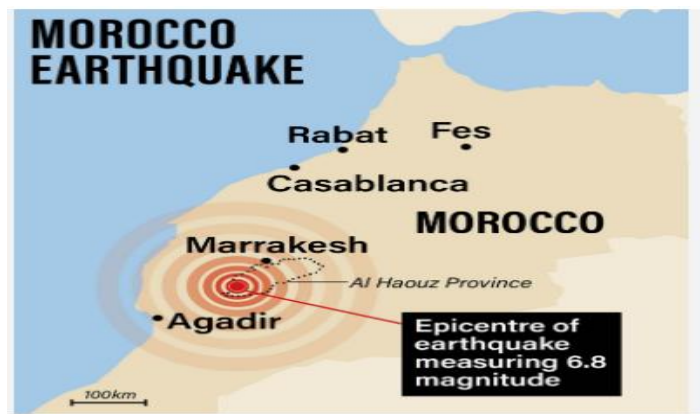 MOROCCO
EARTHQUAKE
Rabat
Fes
Casablanca
MOROCCO
Marrakesh
Al Haouz Province
Agadir
Epicentre of
earthquake
measuring 6.8
magnitude
100km